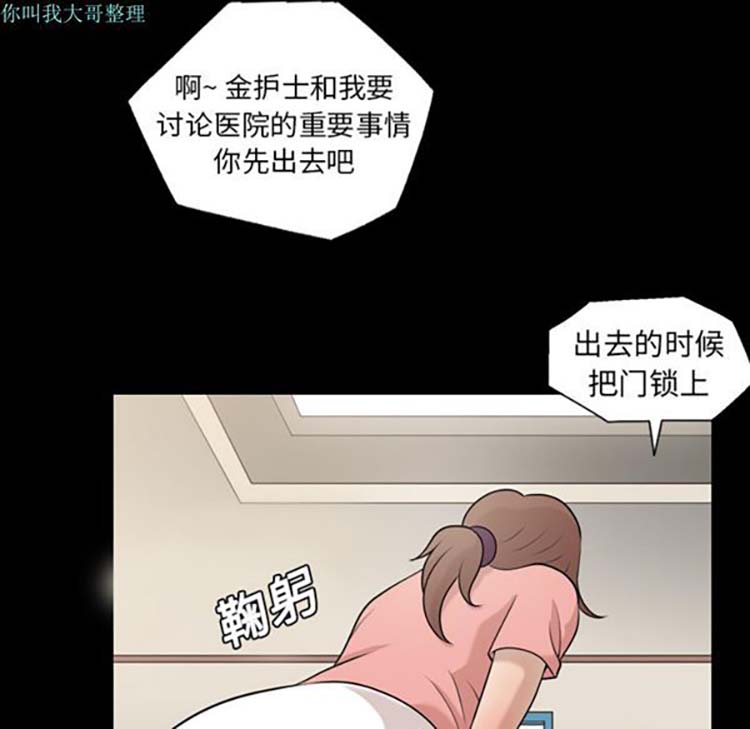 你叫我大哥整理
啊~ 金护士和我要
讨论医院的重要事情
你先出去吧
出去的时候
把门锁上
鞠躬